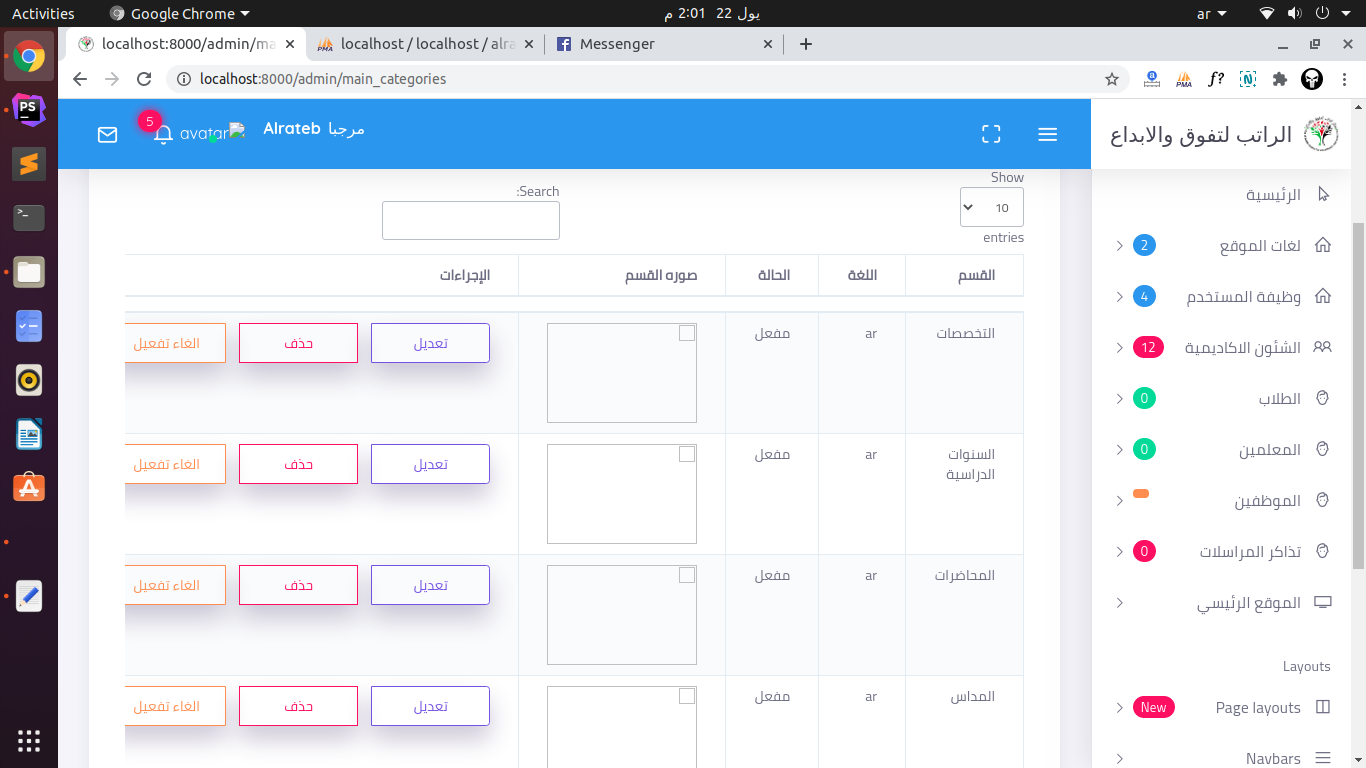 Activities Google Chrome يول 22 2:01 م ar
localhost:8000/admin/ma localhost / localhost / alra Messenger
localhost:8000/admin/main_categories
الراتب لتفوق والابداع
مرجبا Alrateb avatar 5
الرئيسية
لغات الموقع 2
وظيفة المستخدم 4
الشئون الاكاديمية 12
الطلاب 0
المعلمين 0
الموظفين
تذاكر المراسلات 0
الموقع الرئيسي
Layouts
Page layouts New
Navbars
Show
10
entries
Search:
القسم اللغة الحالة صوره القسم الإجراءات
التخصصات ar مفعل تعديل حذف الغاء تفعيل
السنوات الدراسية ar مفعل تعديل حذف الغاء تفعيل
المحاضرات ar مفعل تعديل حذف الغاء تفعيل
المداس ar مفعل تعديل حذف الغاء تفعيل